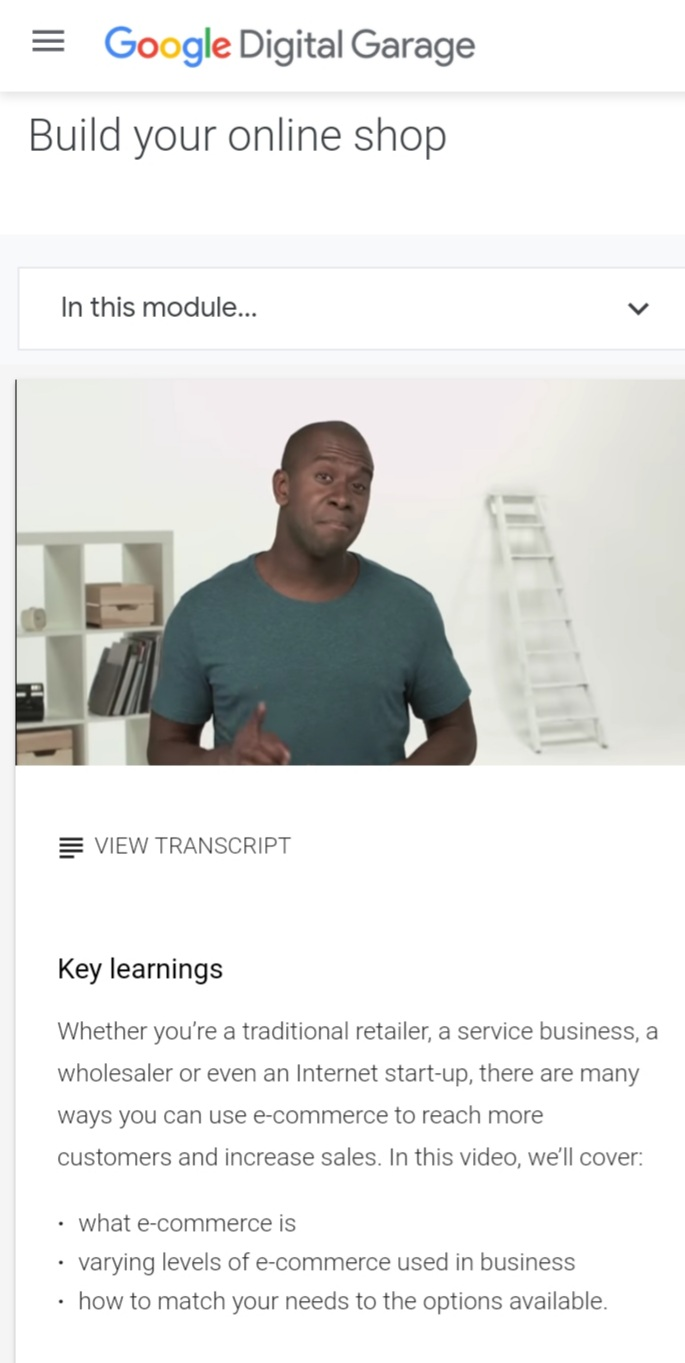 Google Digital Garage
Build your online shop
In this module...
VIEW TRANSCRIPT
Key learnings
Whether you’re a traditional retailer, a service business, a
wholesaler or even an Internet start-up, there are many
ways you can use e-commerce to reach more
customers and increase sales. In this video, we’ll cover:
· what e-commerce is
· varying levels of e-commerce used in business
· how to match your needs to the options available.